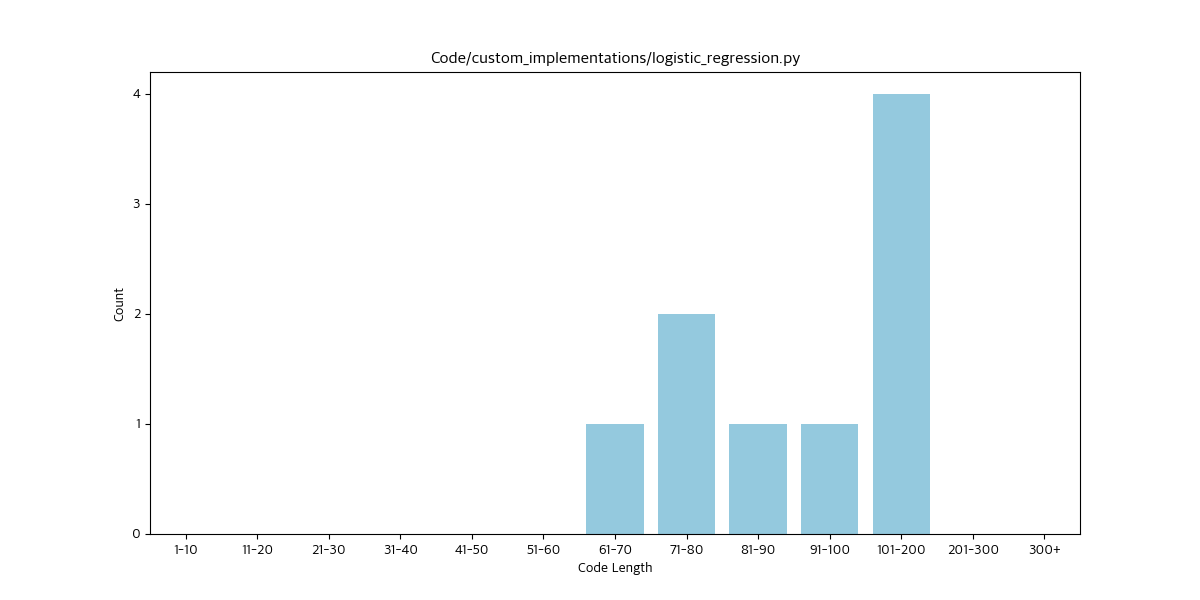 Code/custom_implementations/logistic_regression.py
4
3
2
1
0
Count
1-10 11-20 21-30 31-40 41-50 51-60 61-70 71-80 81-90 91-100 101-200 201-300 300+
Code Length